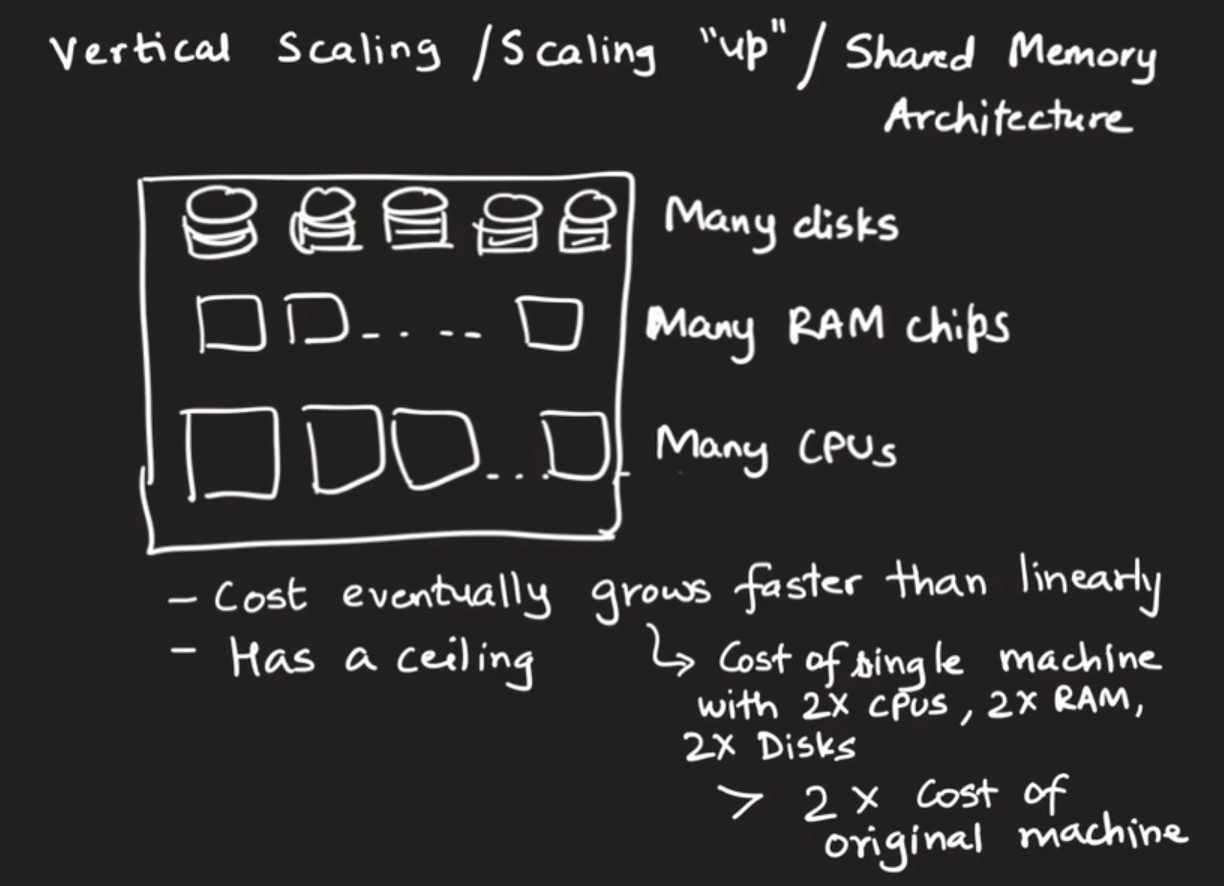 Vertical Scaling / Scaling "up" / Shared Memory
Architecture
Many disks
Many RAM chips
Many CPUs
- Cost eventually grows faster than linearly
- Has a ceiling
↳ Cost of single machine
with 2X CPUs, 2X RAM,
2X Disks
> 2 X Cost of
original machine